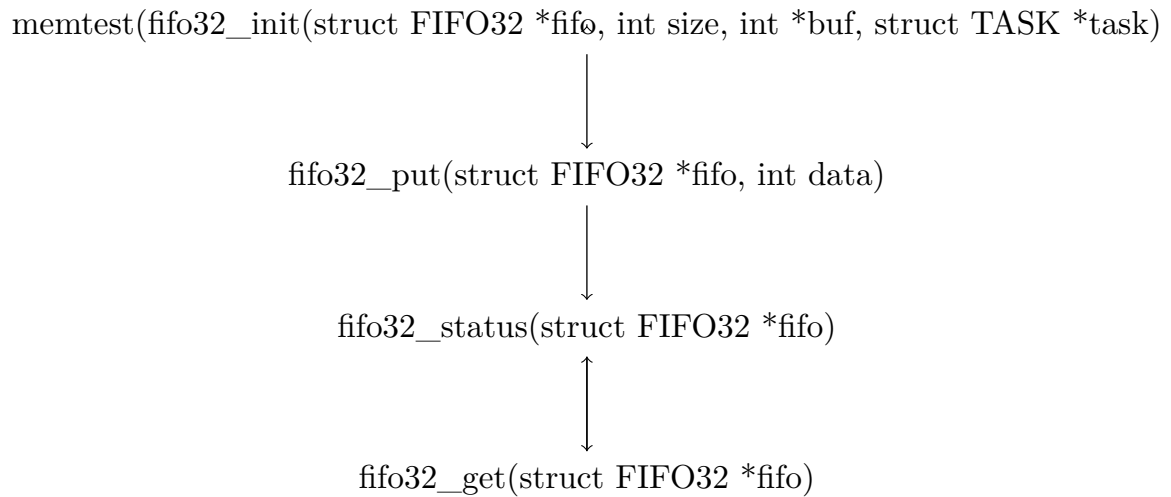 memtest(fifo32_init(struct FIFO32 *fifo, int size, int *buf, struct TASK *task)
fifo32_put(struct FIFO32 *fifo, int data)
fifo32_status(struct FIFO32 *fifo)
fifo32_get(struct FIFO32 *fifo)